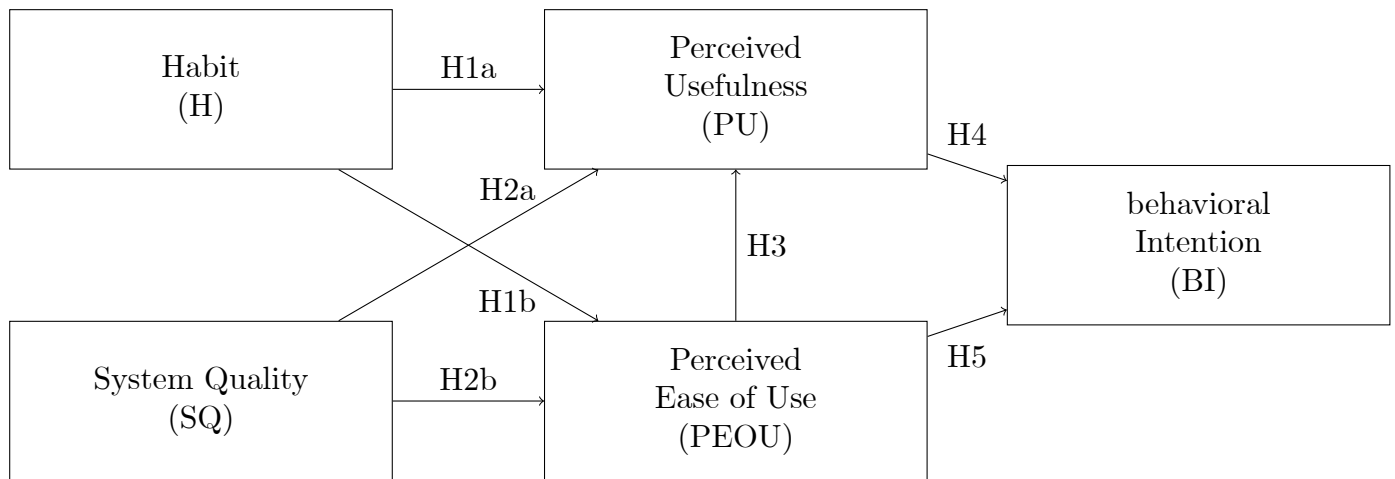 Habit
(H)
H1a
Perceived
Usefulness
(PU)
H4
H2a
behavioral
Intention
(BI)
H3
H1b
System Quality
(SQ)
H2b
Perceived
Ease of Use
(PEOU)
H5